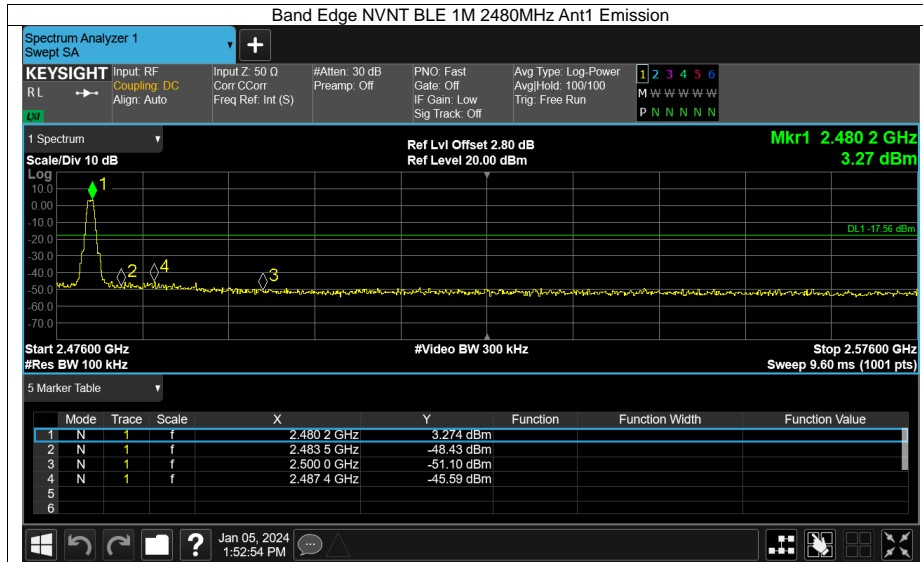 Band Edge NVNT BLE 1M 2480MHz Ant1 Emission
Spectrum Analyzer 1
Swept SA
+
KEYSIGHT Input: RF Input Z: 50 Ω #Atten: 30 dB PNO: Fast Avg Type: Log-Power 1 2 3 4 5 6
RL Coupling: DC Corr CCorr Preamp: Off Gate: Off Avg|Hold: 100/100 M W W W W W
Align: Auto Freq Ref: Int (S) IF Gain: Low Trig: Free Run
LXI Sig Track: Off P N N N N N
1 Spectrum Ref Lvl Offset 2.80 dB Mkr1 2.480 2 GHz
Scale/Div 10 dB Ref Level 20.00 dBm 3.27 dBm
Log
10.0 1
0.00
-10.0
-20.0 DL1 -17.56 dBm
-30.0
-40.0 2 4 3
-50.0
-60.0
-70.0
Start 2.47600 GHz #Video BW 300 kHz Stop 2.57600 GHz
#Res BW 100 kHz Sweep 9.60 ms (1001 pts)
5 Marker Table
Mode Trace Scale X Y Function Function Width Function Value
1 N 1 f 2.480 2 GHz 3.274 dBm
2 N 1 f 2.483 5 GHz -48.43 dBm
3 N 1 f 2.500 0 GHz -51.10 dBm
4 N 1 f 2.487 4 GHz -45.59 dBm
5
6
? Jan 05, 2024
1:52:54 PM